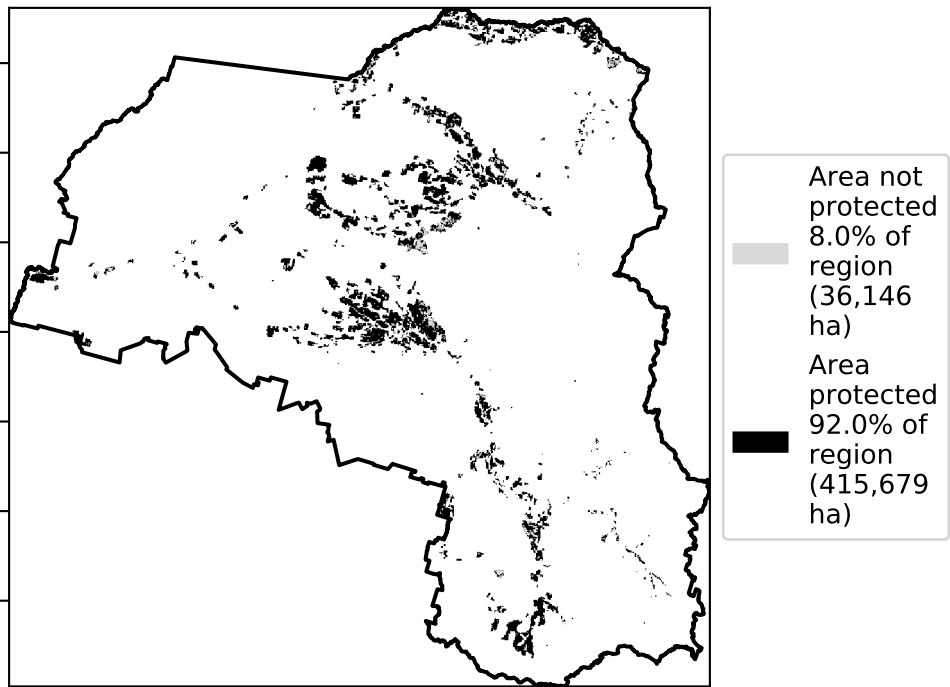 Area not
protected
8.0% of
region
(36,146
ha)
Area
protected
92.0% of
region
(415,679
ha)